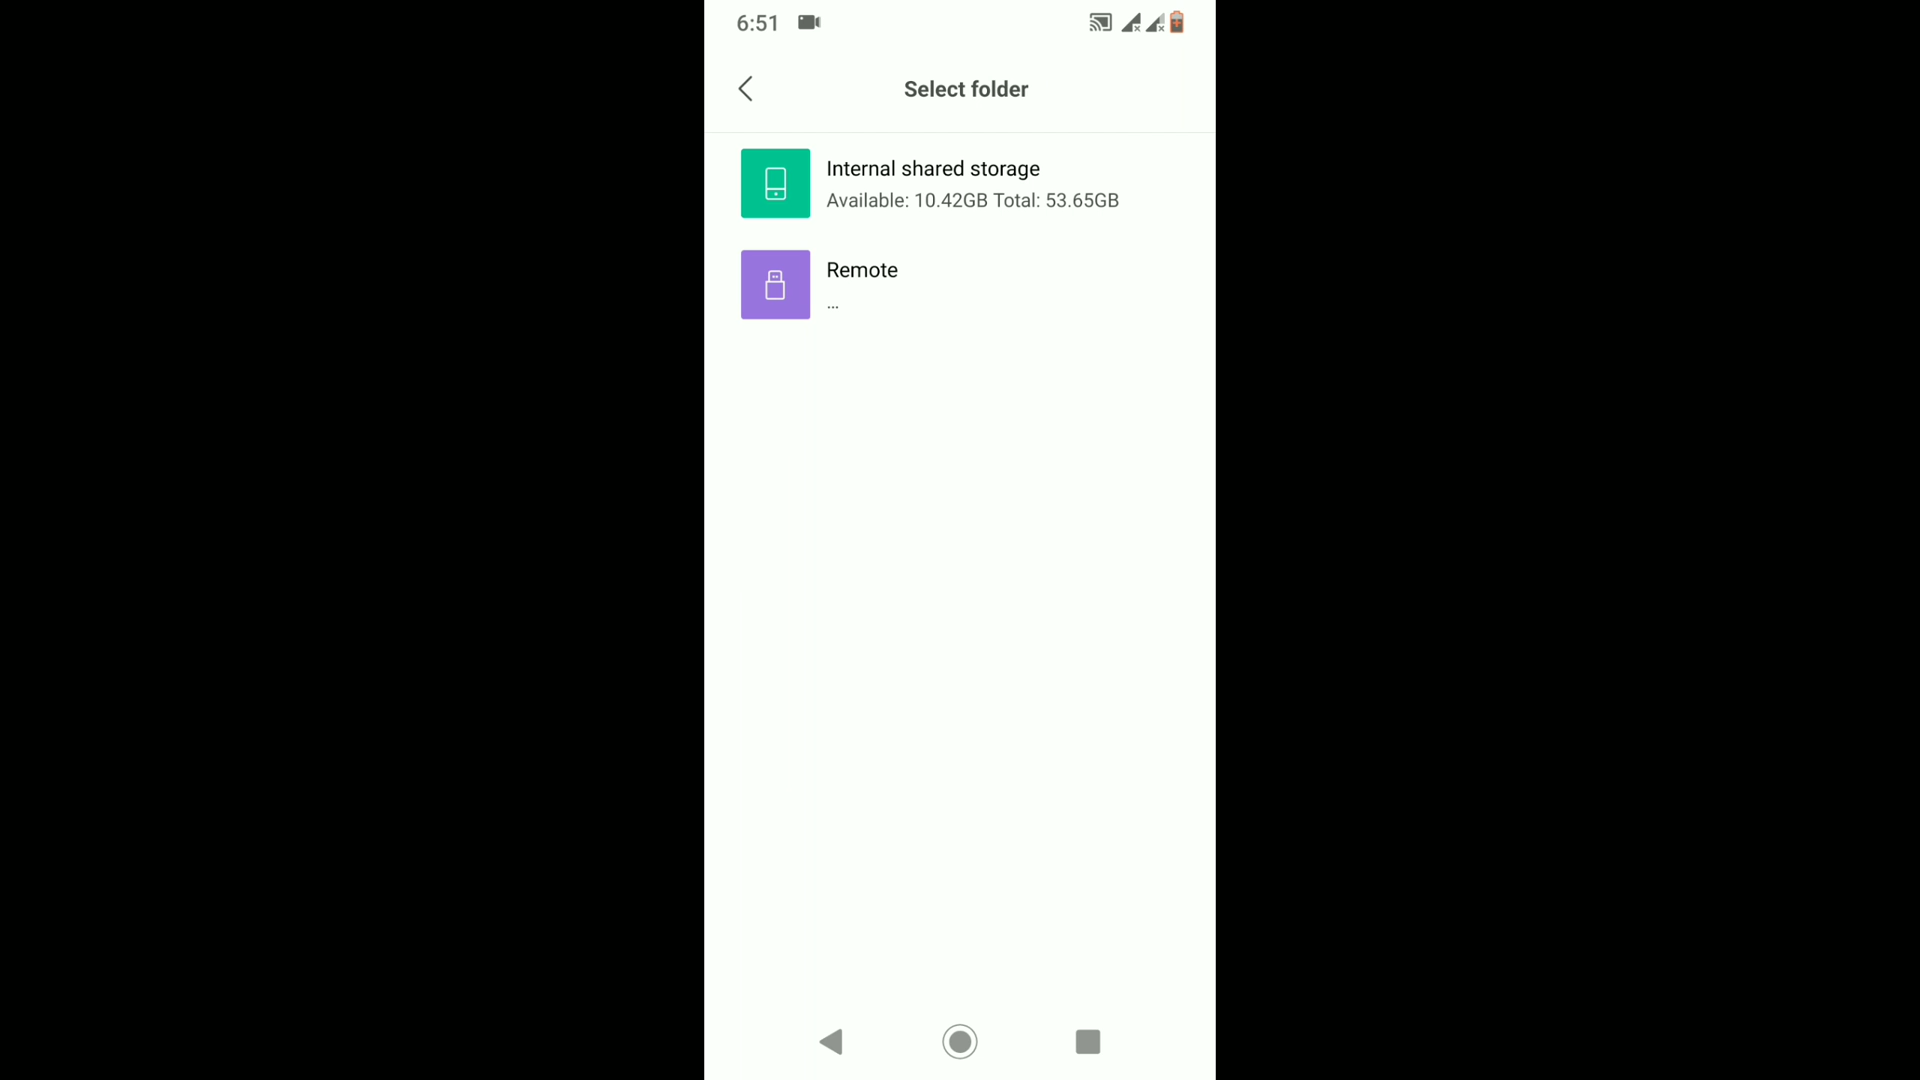 6:51
Select folder
Internal shared storage
Available: 10.42GB Total: 53.65GB
Remote
...